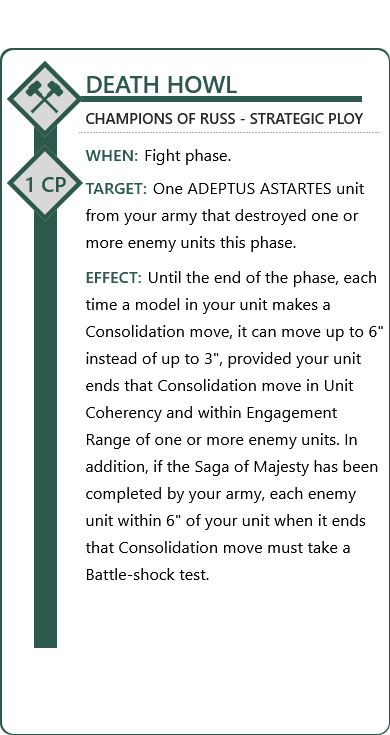 DEATH HOWL
CHAMPIONS OF RUSS - STRATEGIC PLOY
WHEN: Fight phase.
1 CP
TARGET: One ADEPTUS ASTARTES unit
from your army that destroyed one or
more enemy units this phase.
EFFECT: Until the end of the phase, each
time a model in your unit makes a
Consolidation move, it can move up to 6"
instead of up to 3", provided your unit
ends that Consolidation move in Unit
Coherency and within Engagement
Range of one or more enemy units. In
addition, if the Saga of Majesty has been
completed by your army, each enemy
unit within 6" of your unit when it ends
that Consolidation move must take a
Battle-shock test.